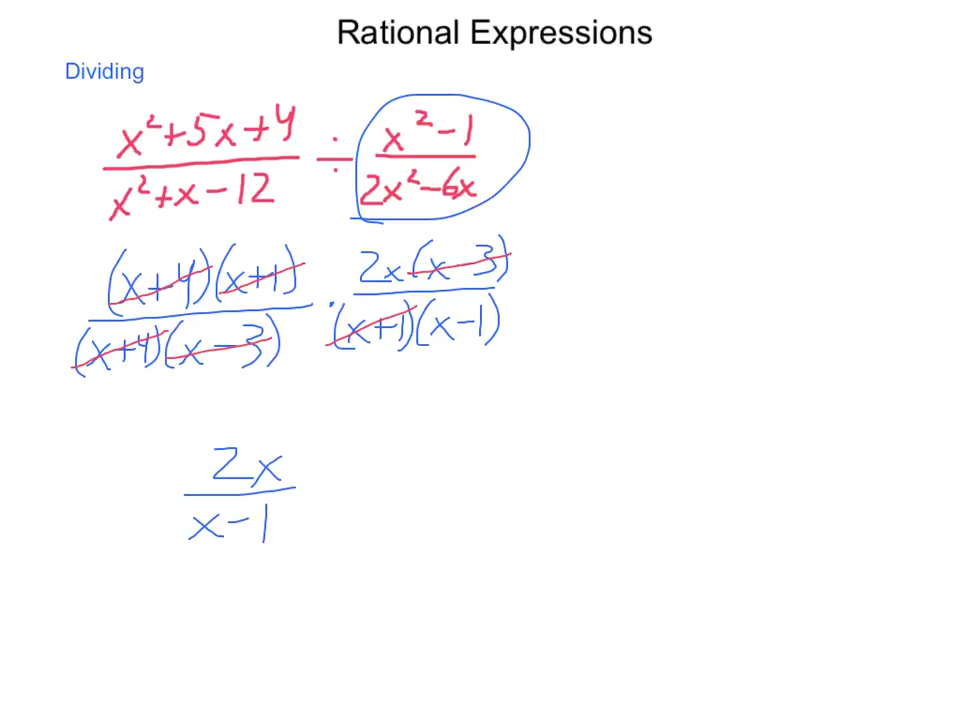 Rational Expressions
Dividing
x²+5x+4 / x²+x-12 ÷ x²-1 / 2x²-6x
(x+4)(x+1) / (x+4)(x-3) · 2x(x-3) / (x+1)(x-1)
2x / x-1